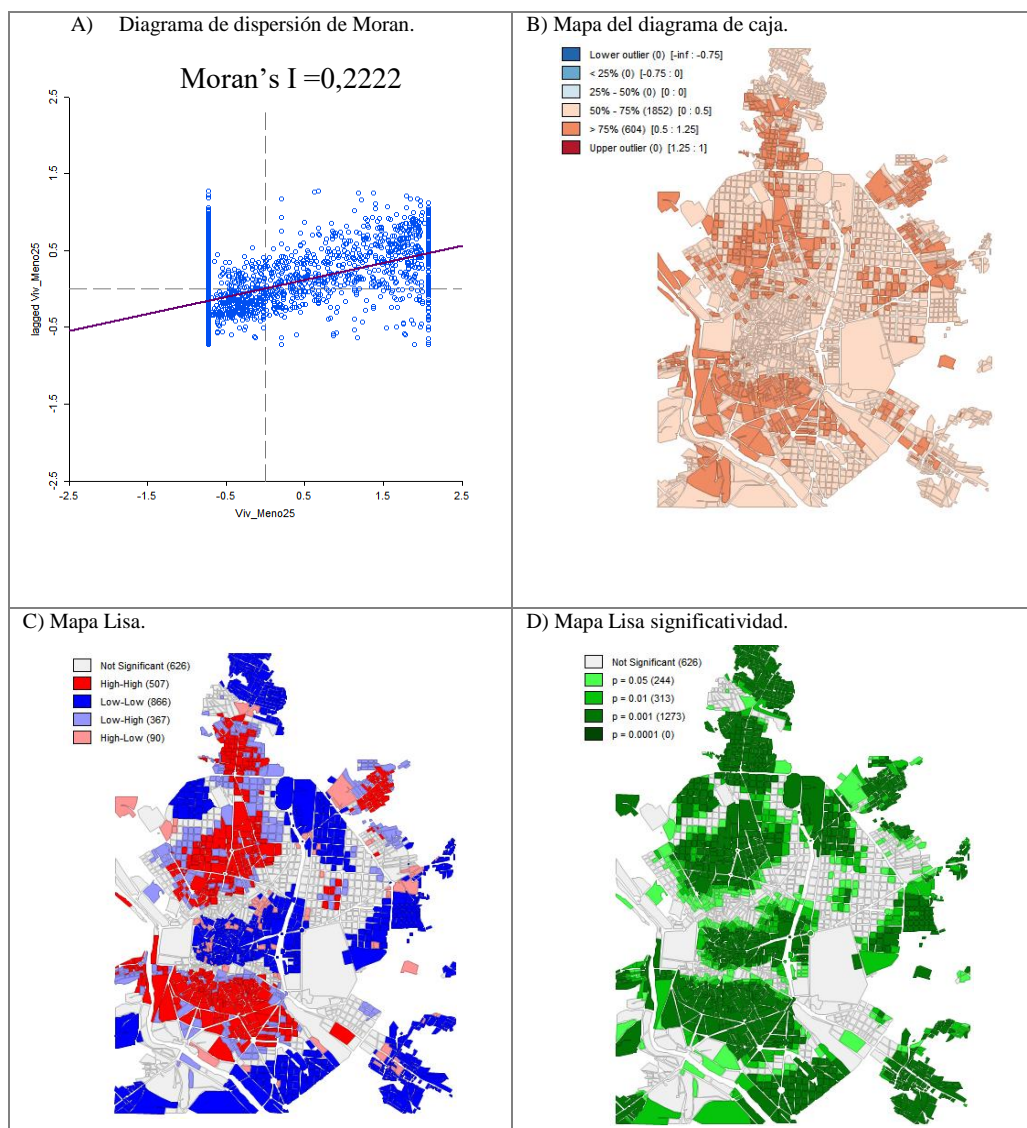 A) Diagrama de dispersión de Moran.
Moran's I =0,2222
2.5
1.5
0.5
-0.5
-1.5
-2.5
lagged Viv_Meno25
-2.5 -1.5 -0.5 0.5 1.5 2.5
Viv_Meno25
B) Mapa del diagrama de caja.
Lower outlier (0) [-inf : -0.75]
< 25% (0) [-0.75 : 0]
25% - 50% (0) [0 : 0]
50% - 75% (1852) [0 : 0.5]
> 75% (604) [0.5 : 1.25]
Upper outlier (0) [1.25 : 1]
C) Mapa Lisa.
Not Significant (626)
High-High (507)
Low-Low (866)
Low-High (367)
High-Low (90)
D) Mapa Lisa significatividad.
Not Significant (626)
p = 0.05 (244)
p = 0.01 (313)
p = 0.001 (1273)
p = 0.0001 (0)